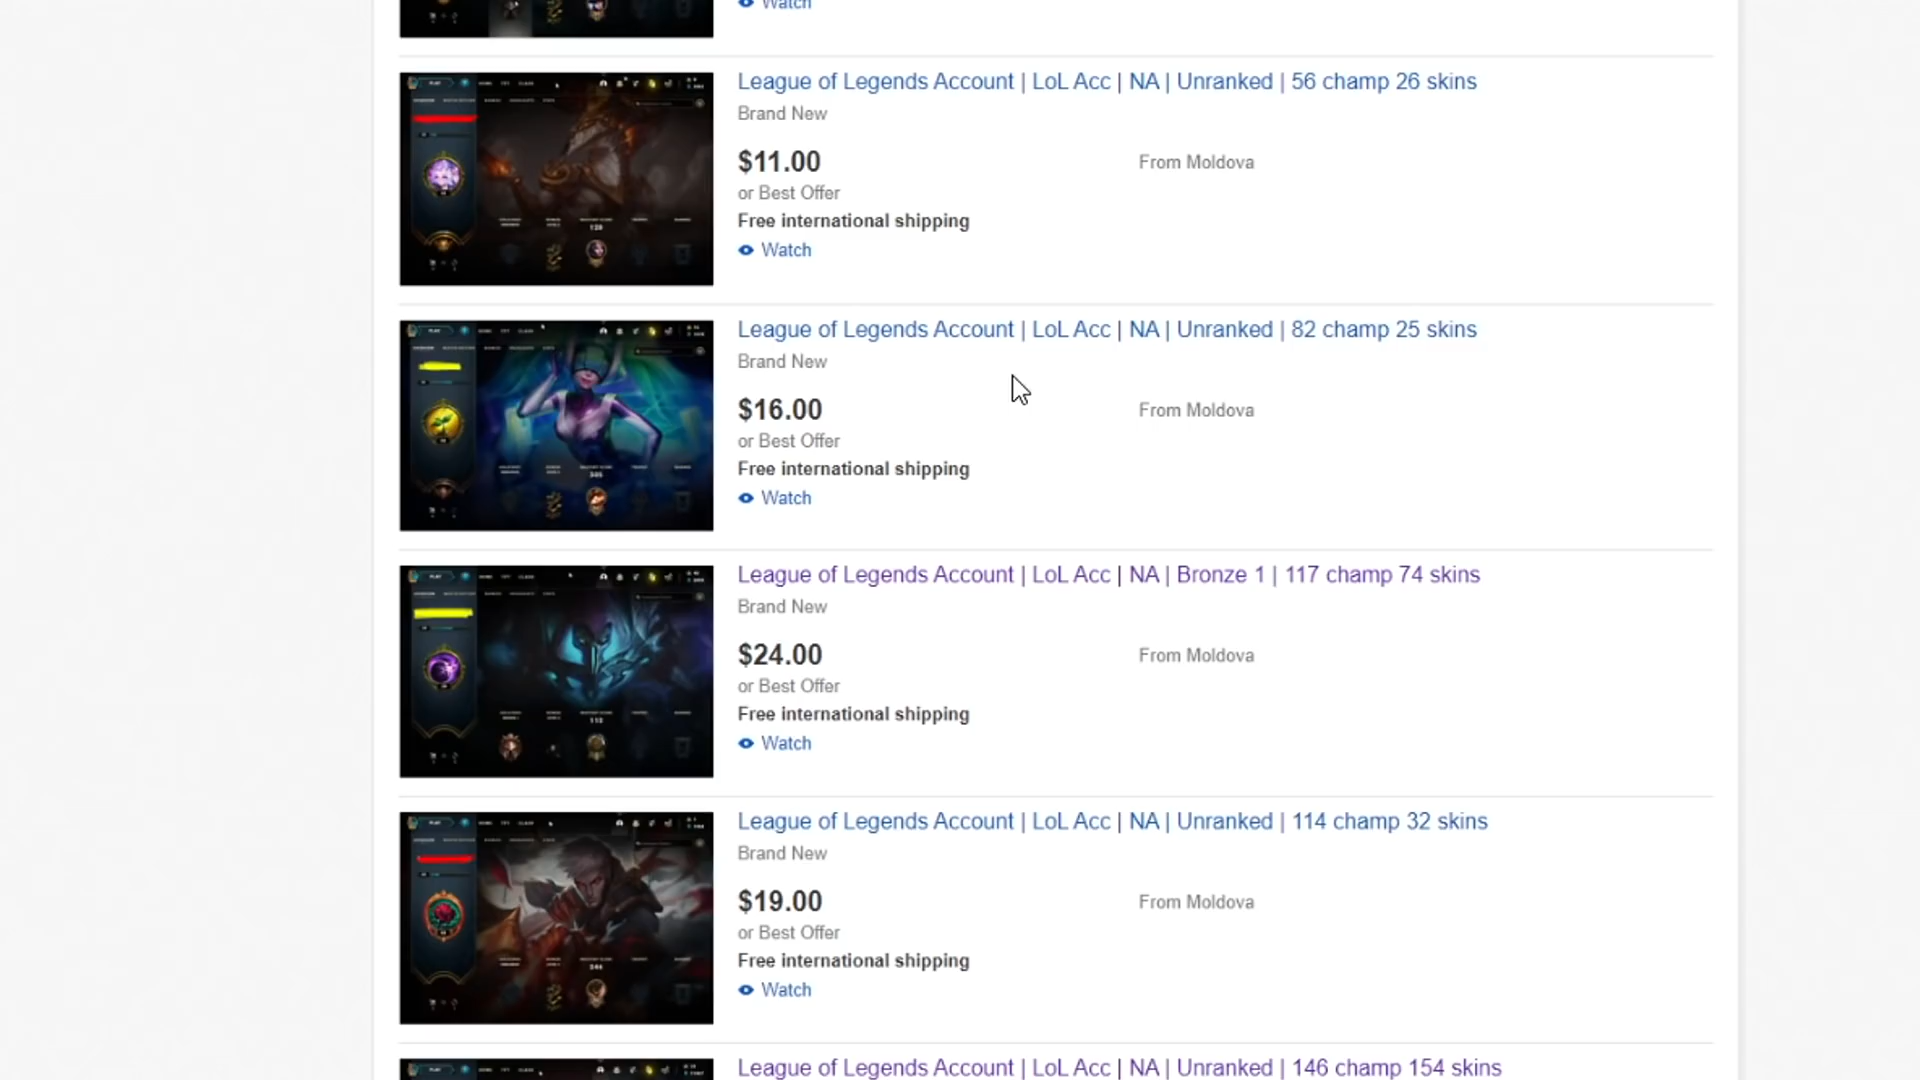 Watch
League of Legends Account | LoL Acc | NA | Unranked | 56 champ 26 skins
Brand New
$11.00
From Moldova
or Best Offer
Free international shipping
Watch
League of Legends Account | LoL Acc | NA | Unranked | 82 champ 25 skins
Brand New
$16.00
From Moldova
or Best Offer
Free international shipping
Watch
League of Legends Account | LoL Acc | NA | Bronze 1 | 117 champ 74 skins
Brand New
$24.00
From Moldova
or Best Offer
Free international shipping
Watch
League of Legends Account | LoL Acc | NA | Unranked | 114 champ 32 skins
Brand New
$19.00
From Moldova
or Best Offer
Free international shipping
Watch
League of Legends Account | LoL Acc | NA | Unranked | 146 champ 154 skins